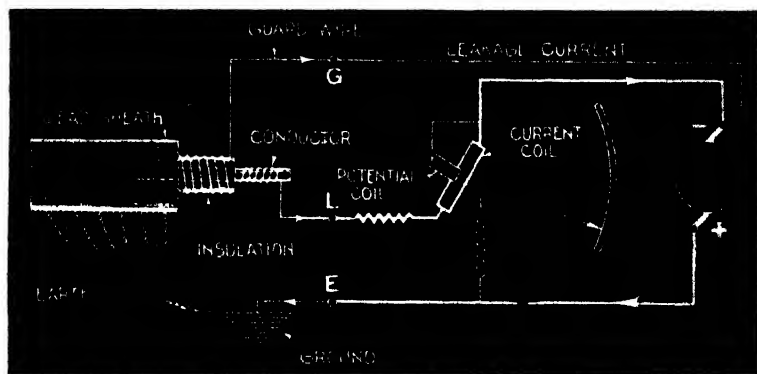 GUARD WIRE
LEAKAGE CURRENT
G
LEAD SHEATH
CONDUCTOR
CURRENT
COIL
POTENTIAL
COIL
L
+
INSULATION
EARTH
E
GROUND